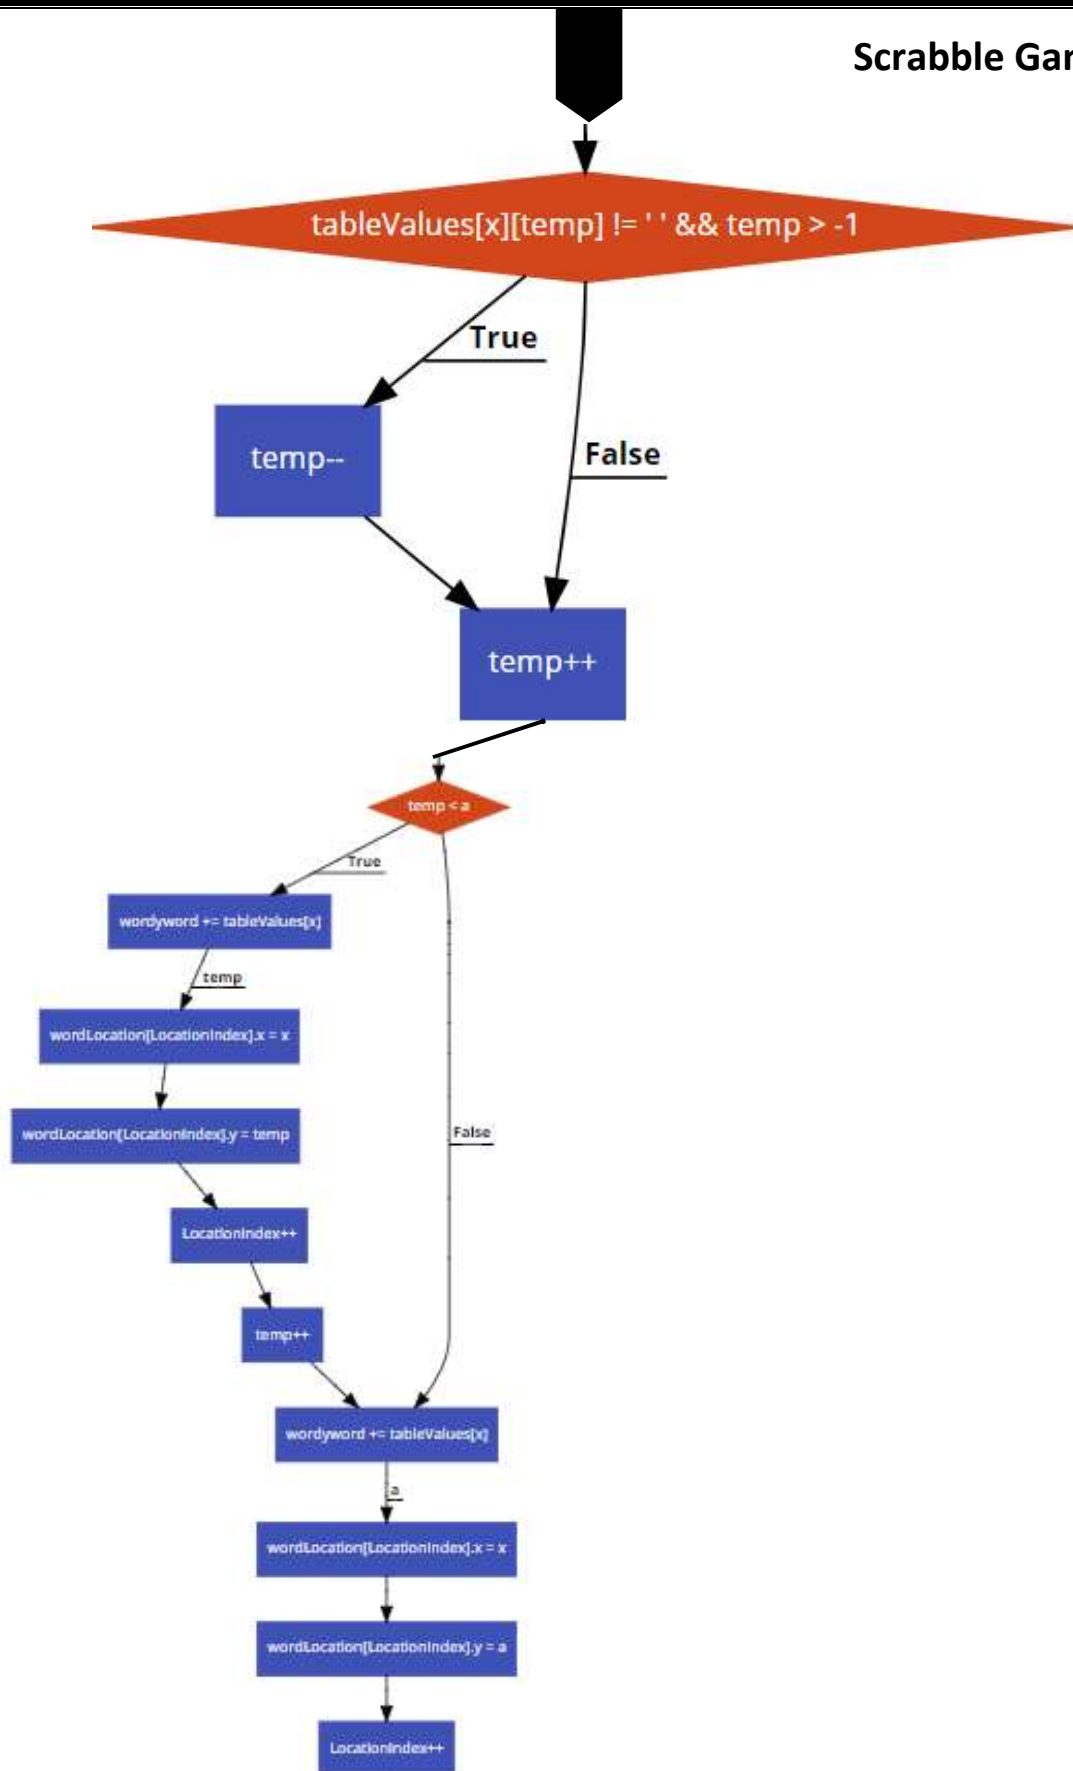 Scrabble Gar
tableValues[x][temp] != ' ' && temp > -1
True
temp--
False
temp++
temp < a
True
wordyword += tableValues[x]
temp
wordLocation[LocationIndex].x = x
wordLocation[LocationIndex].y = temp
False
LocationIndex++
temp++
wordyword += tableValues[x]
a
wordLocation[LocationIndex].x = x
wordLocation[LocationIndex].y = a
LocationIndex++